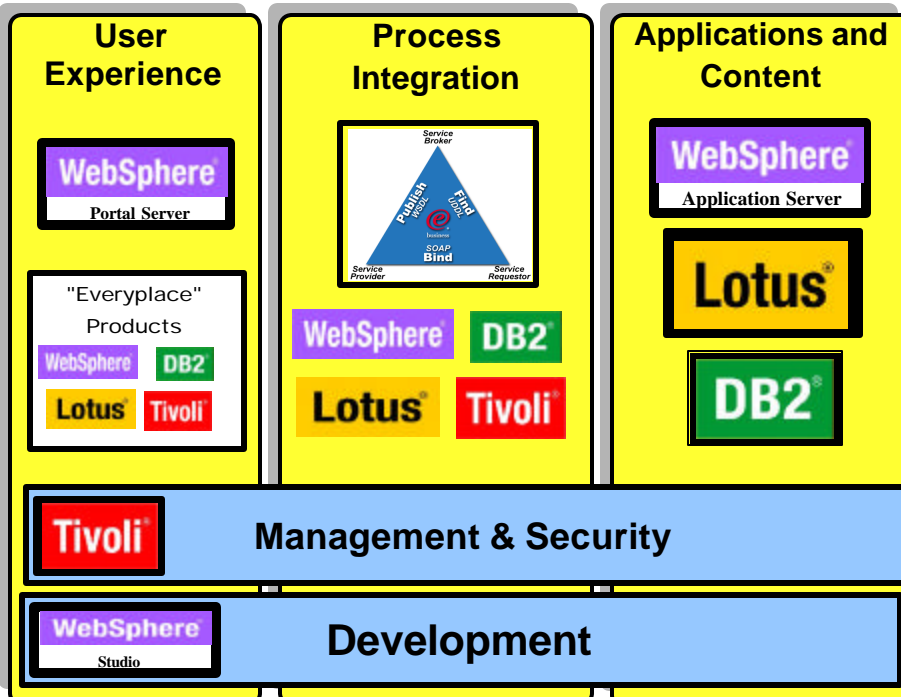 User
Experience
WebSphere®
Portal Server
"Everyplace"
Products
WebSphere® DB2®
Lotus® Tivoli®
Process
Integration
Service
Broker
Publish
WSDL
Find
UDDL
e
business
SOAP
Bind
Service
Provider
Service
Requestor
WebSphere® DB2®
Lotus® Tivoli®
Applications and
Content
WebSphere®
Application Server
Lotus®
DB2®
Tivoli® Management & Security
WebSphere®
Studio
Development